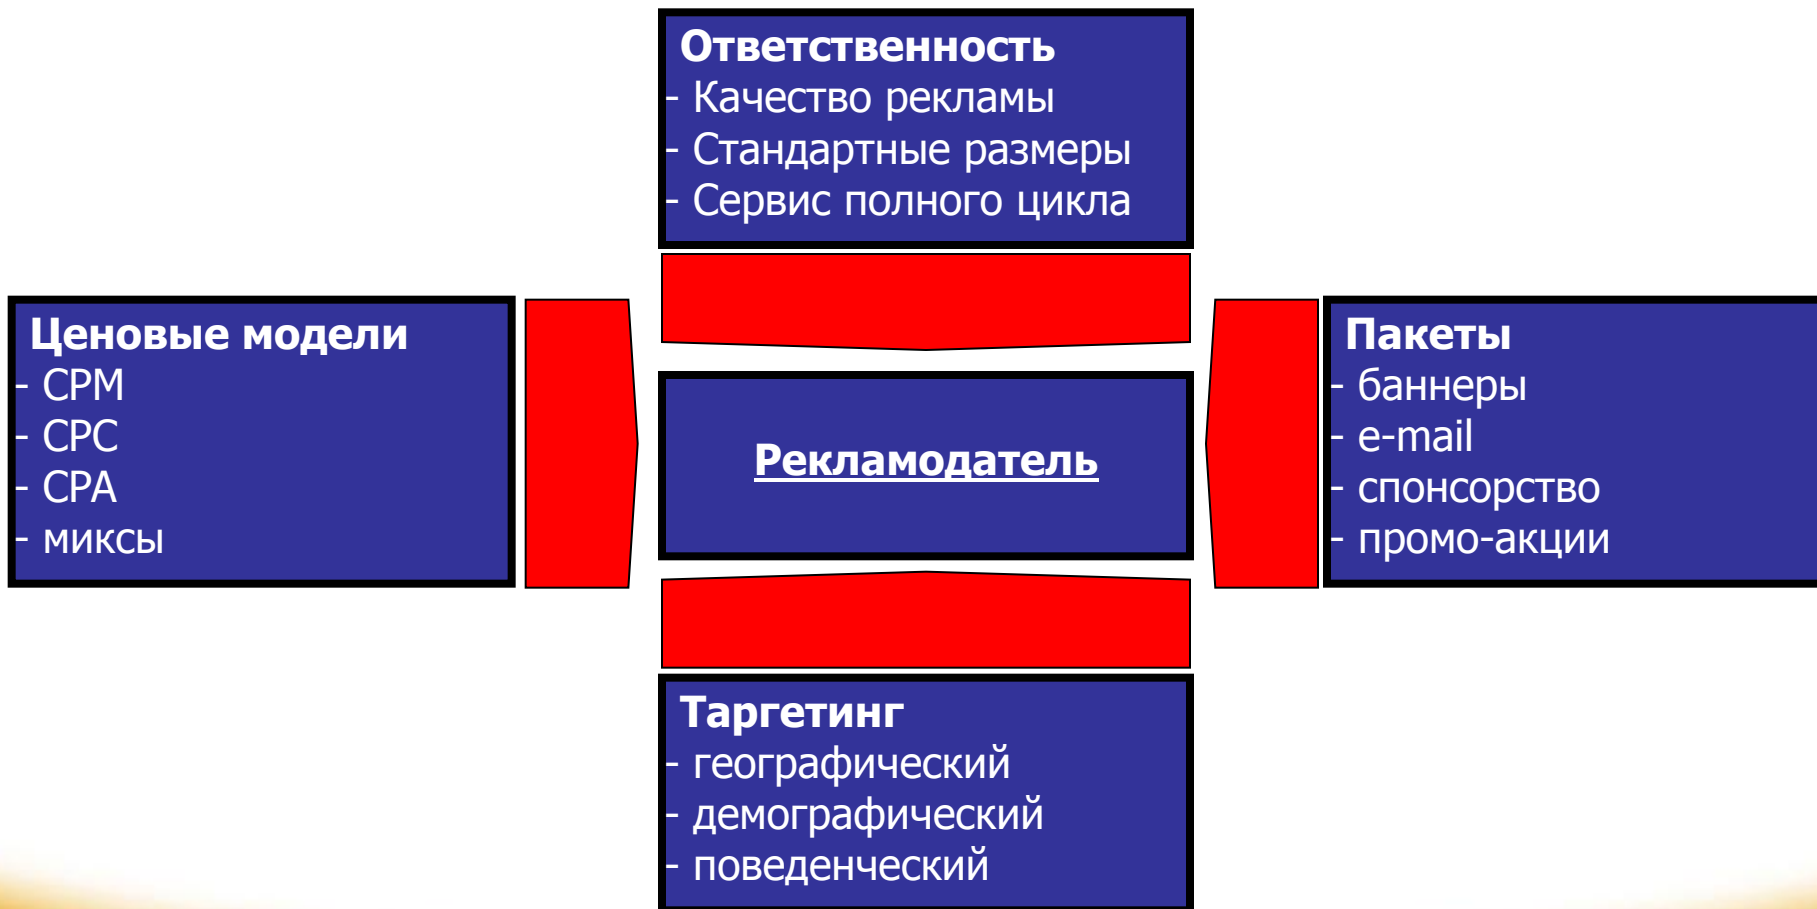 Ответственность
- Качество рекламы
- Стандартные размеры
- Сервис полного цикла
Ценовые модели
- CPM
- CPC
- CPA
- миксы
Рекламодатель
Пакеты
- баннеры
- e-mail
- спонсорство
- промо-акции
Таргетинг
- географический
- демографический
- поведенческий